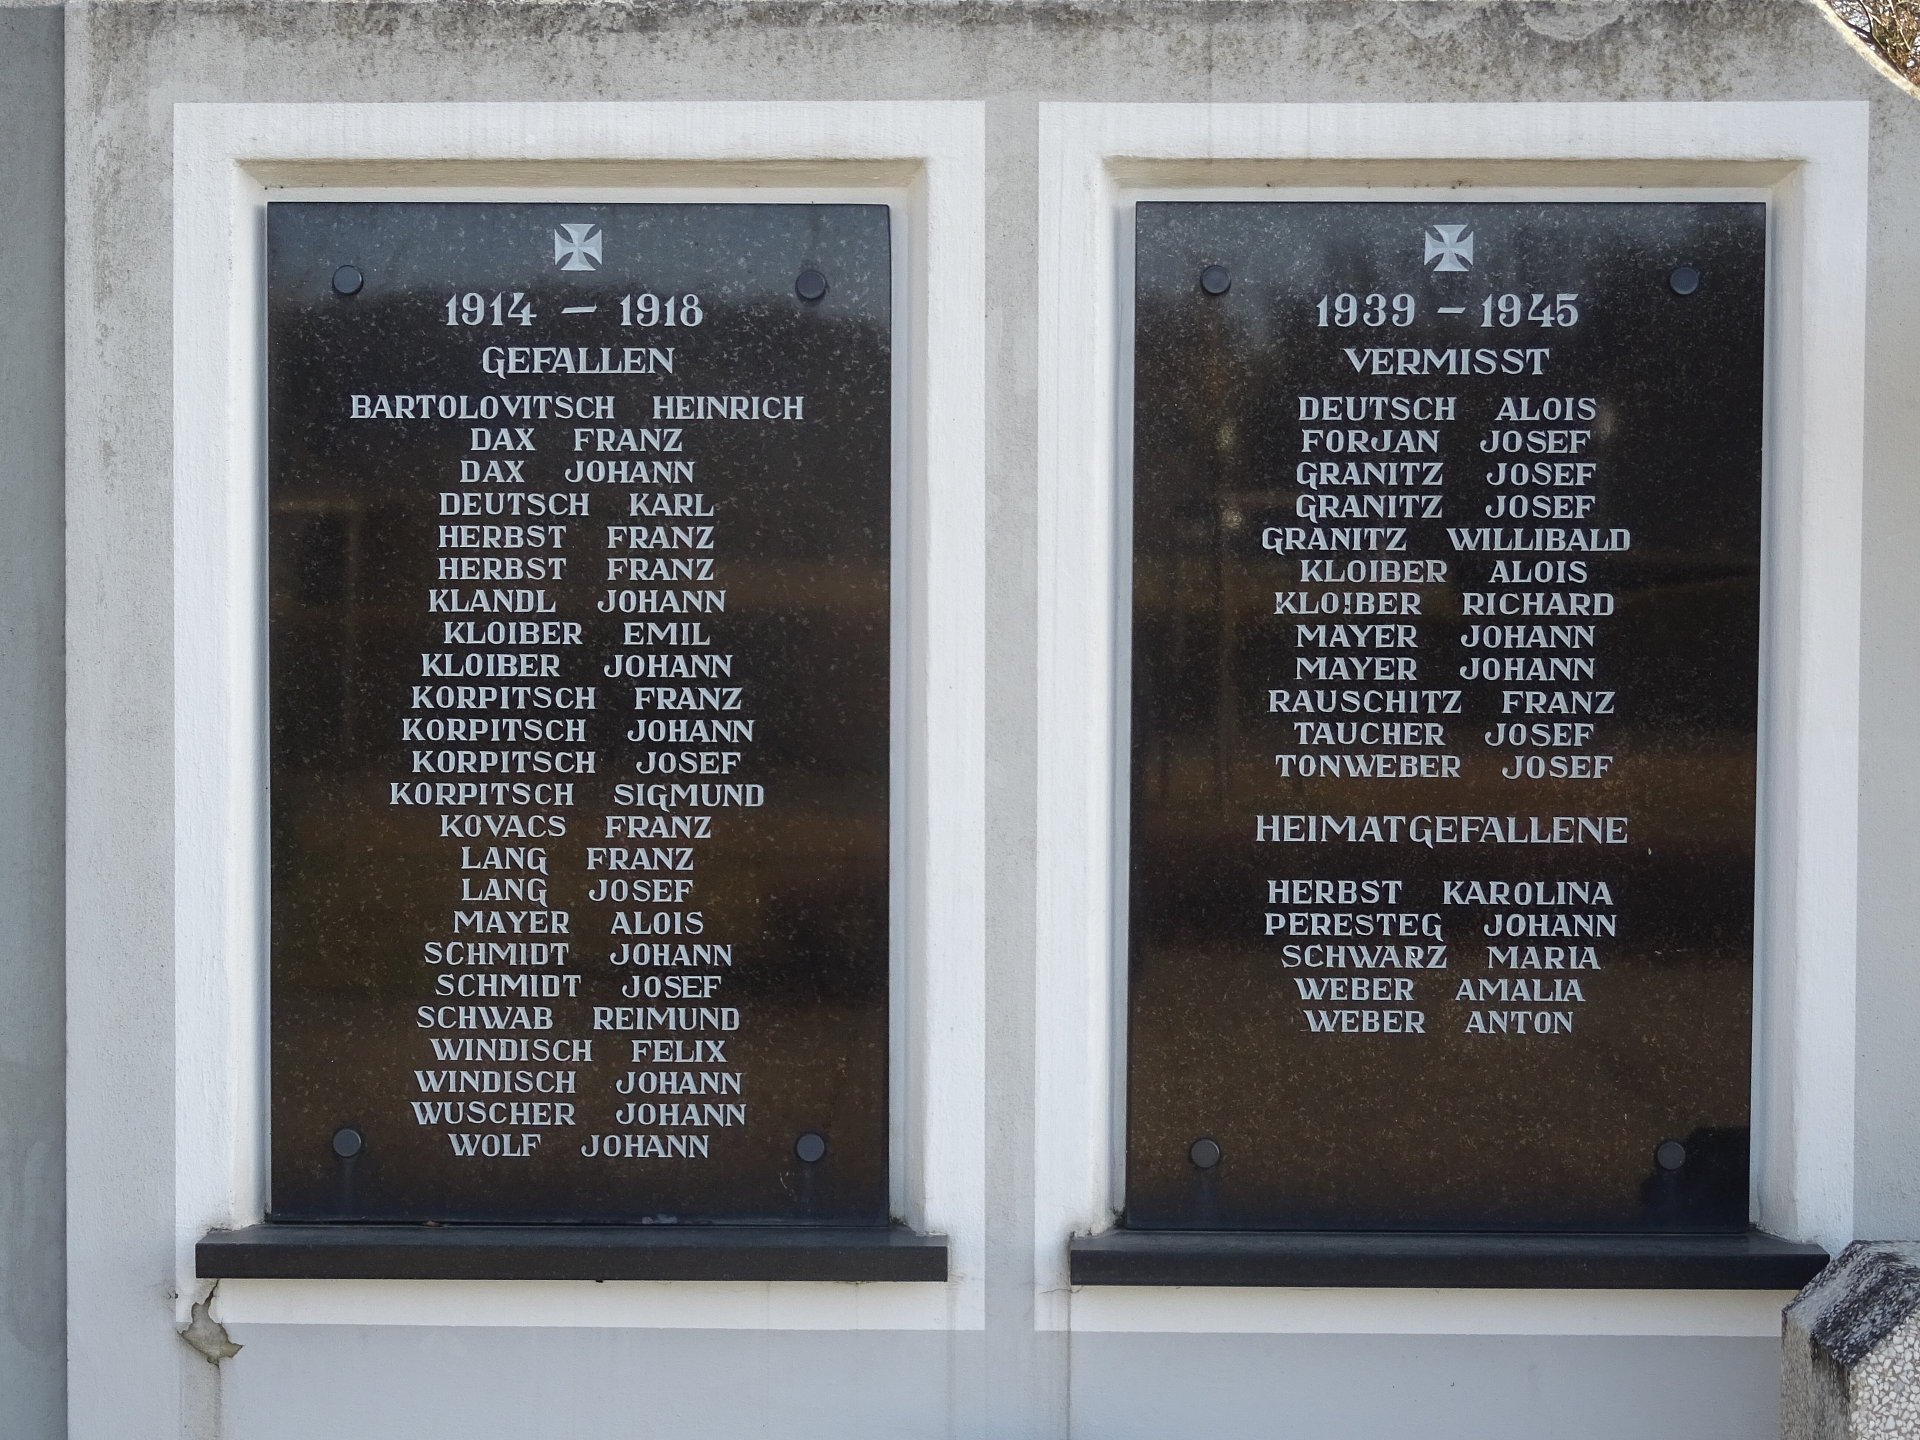 1914 – 1918
GEFALLEN
BARTOLOVITSCH HEINRICH
DAX FRANZ
DAX JOHANN
DEUTSCH KARL
HERBST FRANZ
HERBST FRANZ
KLANDL JOHANN
KLOIBER EMIL
KLOIBER JOHANN
KORPITSCH FRANZ
KORPITSCH JOHANN
KORPITSCH JOSEF
KORPITSCH SIGMUND
KOVACS FRANZ
LANG FRANZ
LANG JOSEF
MAYER ALOIS
SCHMIDT JOHANN
SCHMIDT JOSEF
SCHWAB REIMUND
WINDISCH FELIX
WINDISCH JOHANN
WUSCHER JOHANN
WOLF JOHANN
1939 – 1945
VERMISST
DEUTSCH ALOIS
FORJAN JOSEF
GRANITZ JOSEF
GRANITZ JOSEF
GRANITZ WILLIBALD
KLOIBER ALOIS
KLOIBER RICHARD
MAYER JOHANN
MAYER JOHANN
RAUSCHITZ FRANZ
TAUCHER JOSEF
TONWEBER JOSEF
HEIMATGEFALLENE
HERBST KAROLINA
PERESTEG JOHANN
SCHWARZ MARIA
WEBER AMALIA
WEBER ANTON